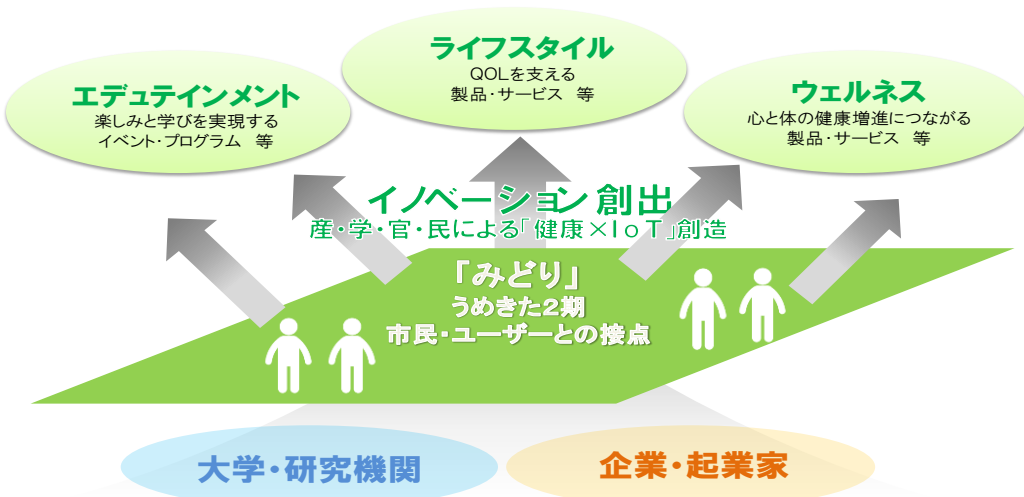 ライフスタイル
QOLを支える
製品・サービス 等
エデュテインメント
楽しみと学びを実現する
イベント・プログラム 等
ウェルネス
心と体の健康増進につながる
製品・サービス 等
イノベーション創出
産・学・官・民による「健康×IoT」創造
「みどり」
うめきた2期
市民・ユーザーとの接点
大学・研究機関
企業・起業家